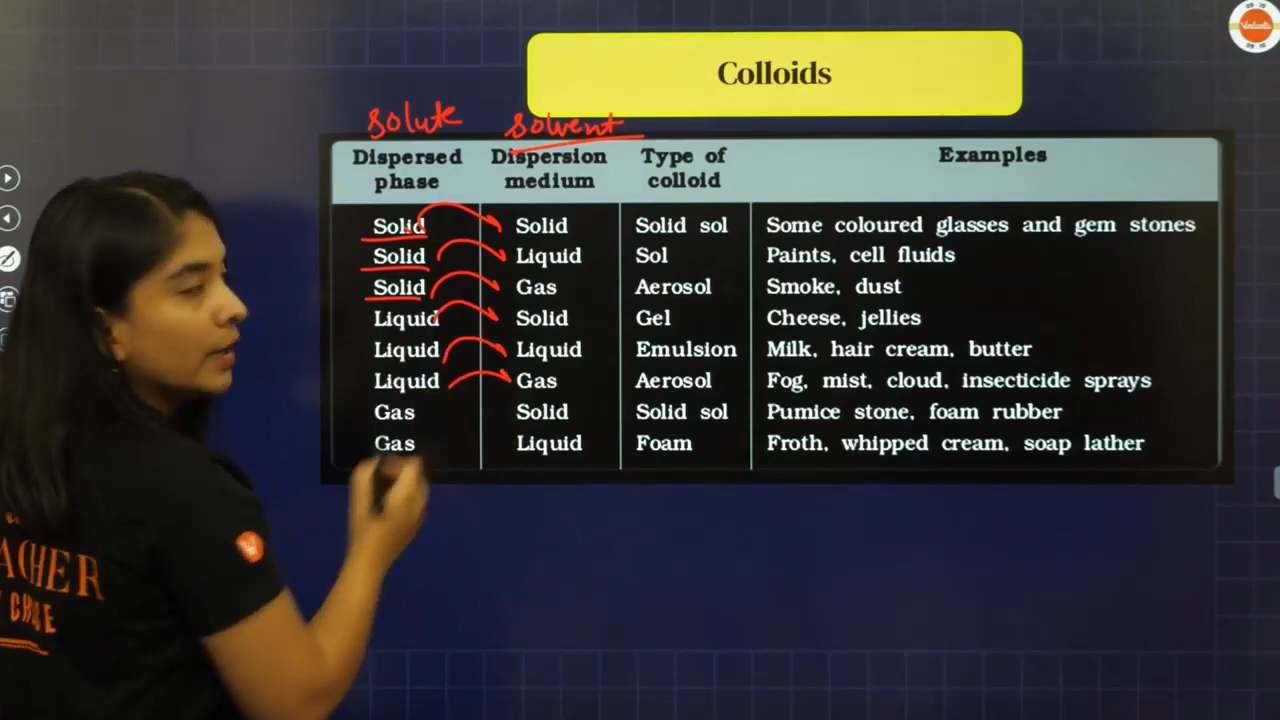 Vedantu
Colloids
Solute Solvent
Dispersed phase Dispersion medium Type of colloid Examples
Solid Solid Solid sol Some coloured glasses and gem stones
Solid Liquid Sol Paints, cell fluids
Solid Gas Aerosol Smoke, dust
Liquid Solid Gel Cheese, jellies
Liquid Liquid Emulsion Milk, hair cream, butter
Liquid Gas Aerosol Fog, mist, cloud, insecticide sprays
Gas Solid Solid sol Pumice stone, foam rubber
Gas Liquid Foam Froth, whipped cream, soap lather
ACHER